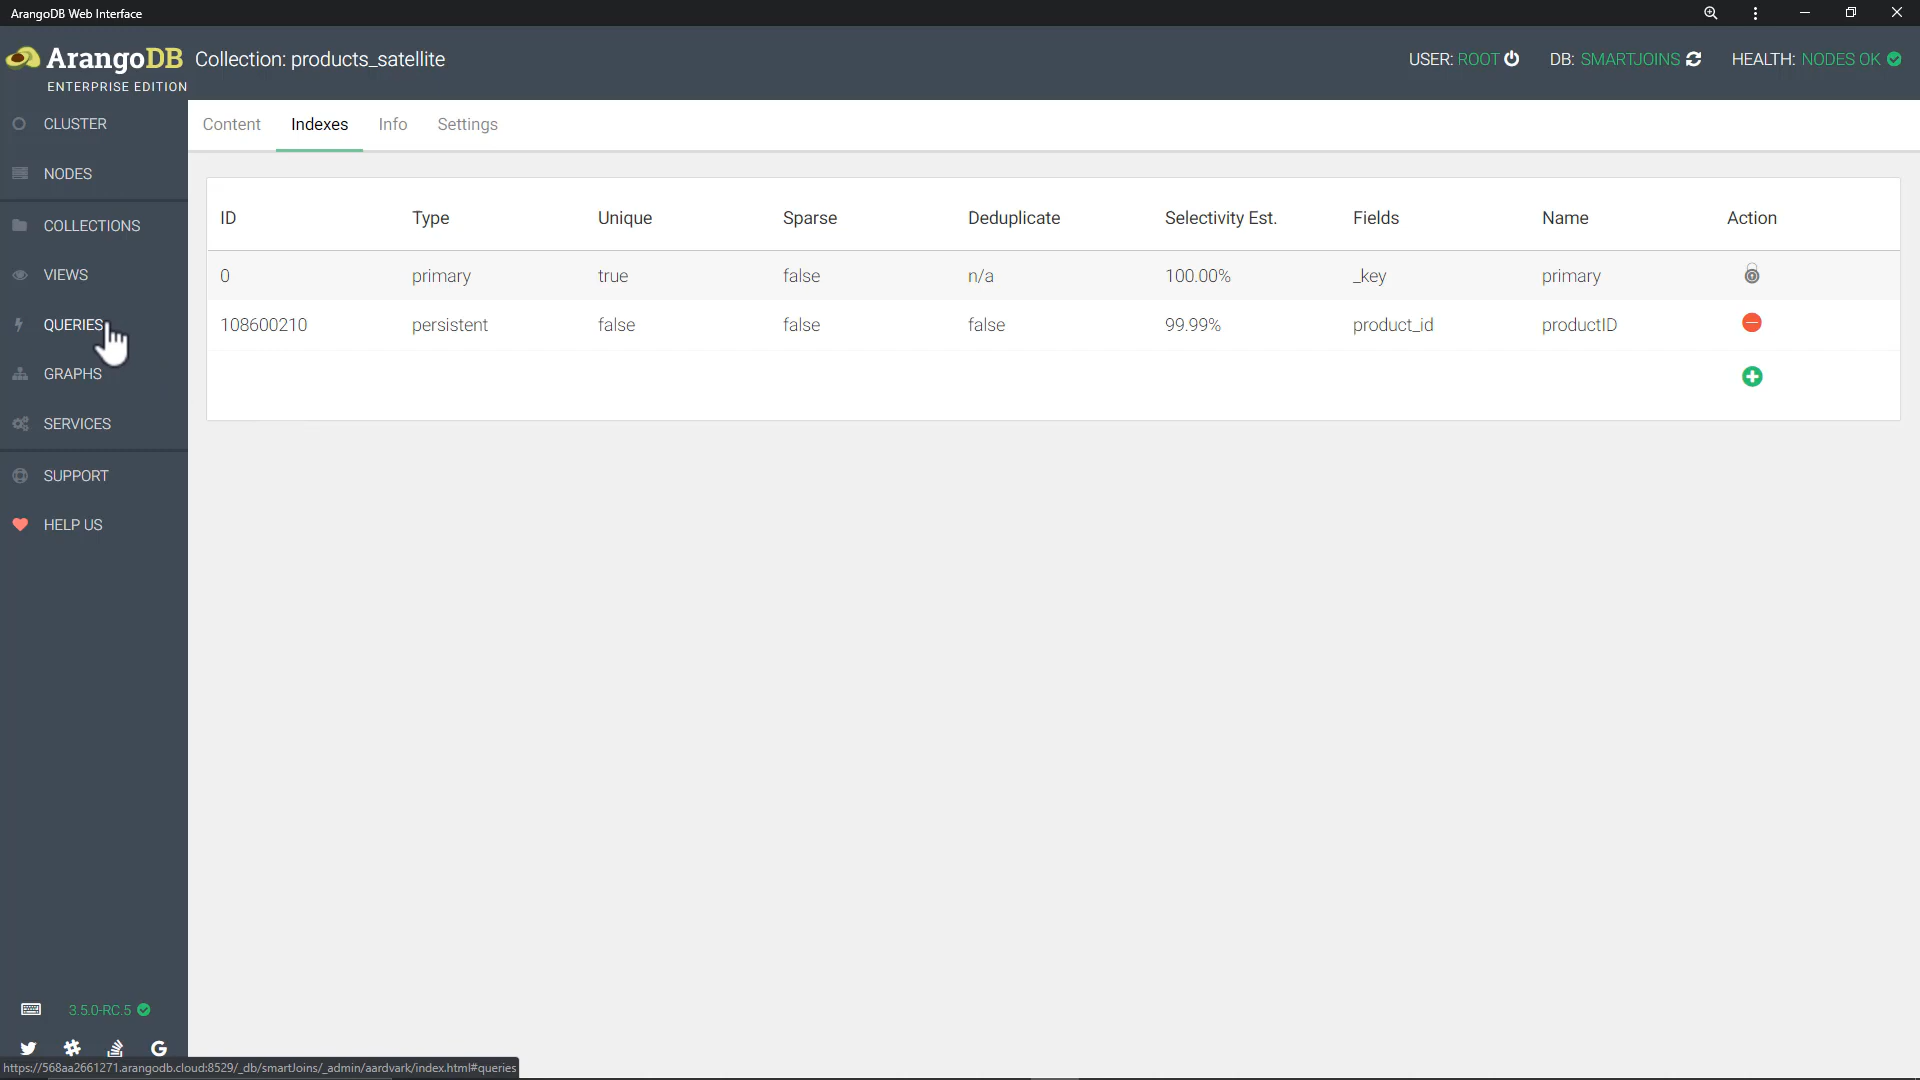 ArangoDB Web Interface
ArangoDB
ENTERPRISE EDITION
Collection: products_satellite
USER: ROOT
DB: SMARTJOINS
HEALTH: NODES OK
CLUSTER
NODES
COLLECTIONS
VIEWS
QUERIES
GRAPHS
SERVICES
SUPPORT
HELP US
Content Indexes Info Settings
ID Type Unique Sparse Deduplicate Selectivity Est. Fields Name Action
0 primary true false n/a 100.00% _key primary
108600210 persistent false false false 99.99% product_id productID
3.5.0-RC.5
https://568aa2661271.arangodb.cloud:8529/_db/smartJoins/_admin/aardvark/index.html#queries